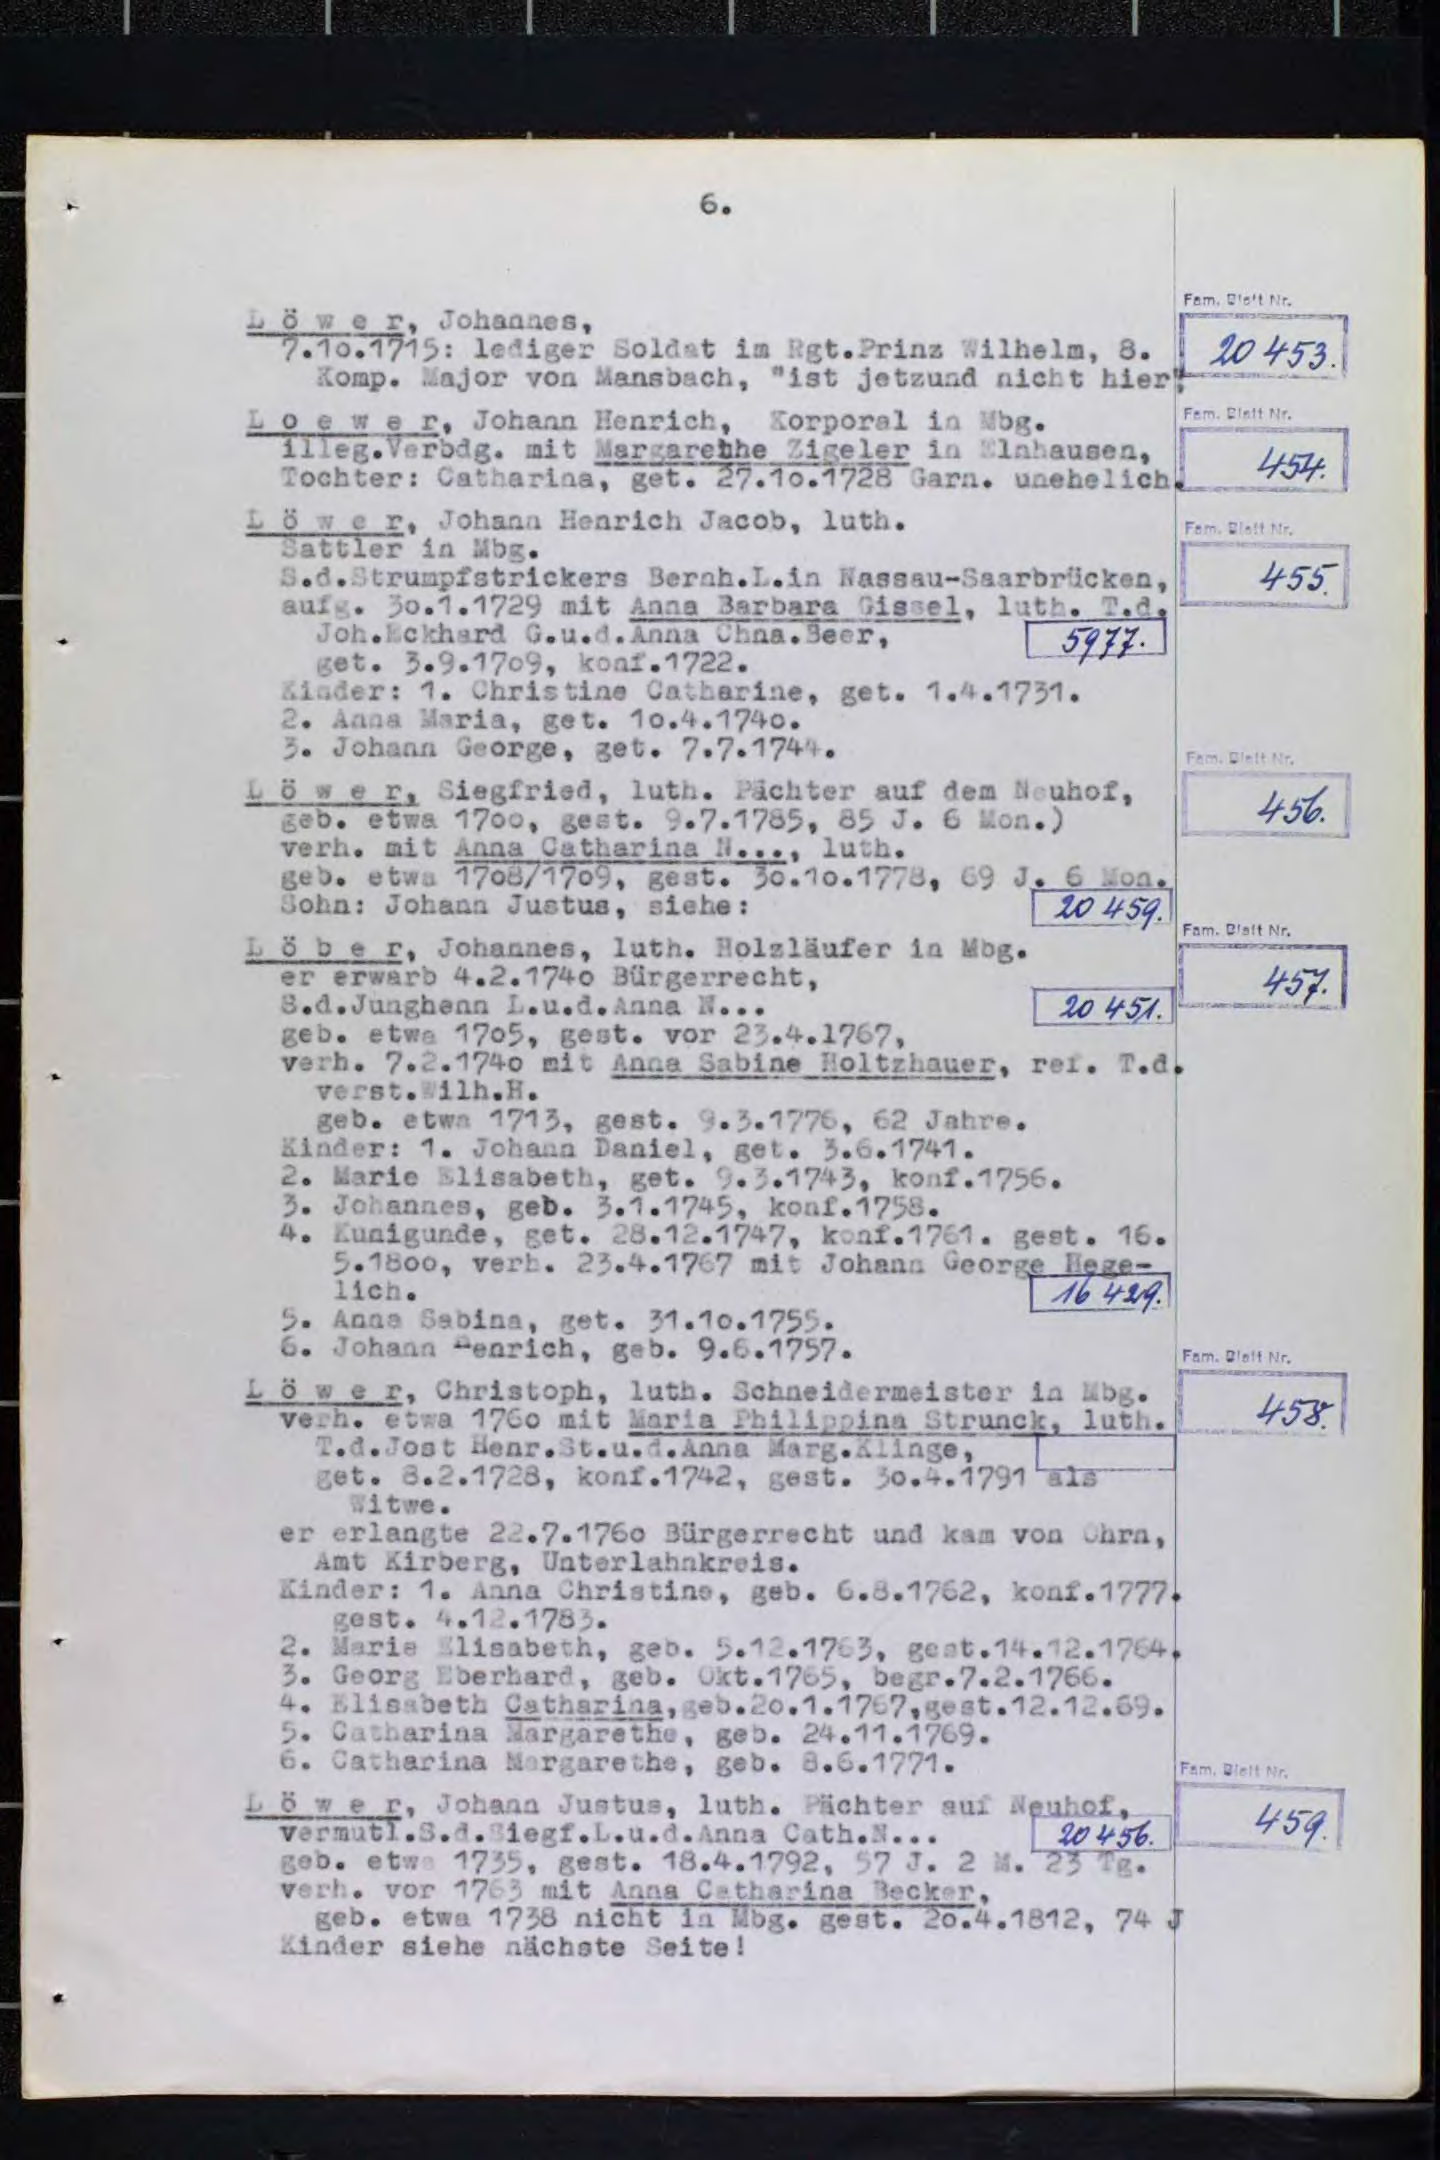 6.
Fam. Blatt Nr.
20 453.
L ö w e r, Johannes,
7.10.1715: lediger Soldat im Rgt.Prinz Wilhelm, 8.
Komp. Major von Mansbach, "ist jetzund nicht hier".
Fam. Blatt Nr.
454.
L o e w e r, Johann Henrich, Korporal in Mbg.
illeg.Verbdg. mit Margarethe Zigeler in Elnhausen,
Tochter: Catharina, get. 27.10.1728 Garn. unehelich.
Fam. Blatt Nr.
455.
L ö w e r, Johann Henrich Jacob, luth.
Sattler in Mbg.
S.d.Strumpfstrickers Bernh.L.in Nassau-Saarbrücken,
aufg. 30.1.1729 mit Anna Barbara Gissel, luth. T.d.
Joh.Eckhard G.u.d.Anna Chna.Beer, 5977.
get. 3.9.1709, konf.1722.
Kinder: 1. Christine Catharine, get. 1.4.1731.
2. Anna Maria, get. 10.4.1740.
3. Johann George, get. 7.7.1744.
Fam. Blatt Nr.
456.
L ö w e r, Siegfried, luth. Pächter auf dem Neuhof,
geb. etwa 1700, gest. 9.7.1785, 85 J. 6 Mon.)
verh. mit Anna Catharina N..., luth.
geb. etwa 1708/1709, gest. 30.10.1778, 69 J. 6 Mon.
Sohn: Johann Justus, siehe: 20 459.
Fam. Blatt Nr.
457.
L ö b e r, Johannes, luth. Holzläufer in Mbg.
er erwarb 4.2.1740 Bürgerrecht,
S.d.Junghenn L.u.d.Anna N... 20 451.
geb. etwa 1705, gest. vor 23.4.1767,
verh. 7.2.1740 mit Anna Sabine Holtzhauer, ref. T.d.
verst.Wilh.H.
geb. etwa 1713, gest. 9.3.1776, 62 Jahre.
Kinder: 1. Johann Daniel, get. 3.6.1741.
2. Marie Elisabeth, get. 9.3.1743, konf.1756.
3. Johannes, geb. 3.1.1745, konf.1758.
4. Kunigunde, get. 28.12.1747, konf.1761. gest. 16.
5.1800, verh. 23.4.1767 mit Johann George Hege-
lich. 16 429.
5. Anna Sabina, get. 31.10.1755.
6. Johann Henrich, geb. 9.6.1757.
Fam. Blatt Nr.
458.
L ö w e r, Christoph, luth. Schneidermeister in Mbg.
verh. etwa 1760 mit Maria Philippina Strunck, luth.
T.d.Jost Henr.St.u.d.Anna Marg.Klinge,
get. 8.2.1728, konf.1742, gest. 30.4.1791 als
Witwe.
er erlangte 22.7.1760 Bürgerrecht und kam von Ohrn,
Amt Kirberg, Unterlahnkreis.
Kinder: 1. Anna Christine, geb. 6.8.1762, konf.1777.
gest. 4.12.1783.
2. Marie Elisabeth, geb. 5.12.1763, gest.14.12.1764.
3. Georg Eberhard, geb. Okt.1765, begr.7.2.1766.
4. Elisabeth Catharina,geb.20.1.1767,gest.12.12.69.
5. Catharina Margarethe, geb. 24.11.1769.
6. Catharina Margarethe, geb. 8.6.1771.
Fam. Blatt Nr.
459.
L ö w e r, Johann Justus, luth. Pächter auf Neuhof,
vermutl.S.d.Siegf.L.u.d.Anna Cath.N... 20 456.
geb. etwa 1735, gest. 18.4.1792, 57 J. 2 M. 23 Tg.
verh. vor 1763 mit Anna Catharina Becker,
geb. etwa 1738 nicht in Mbg. gest. 20.4.1812, 74 J
Kinder siehe nächste Seite!